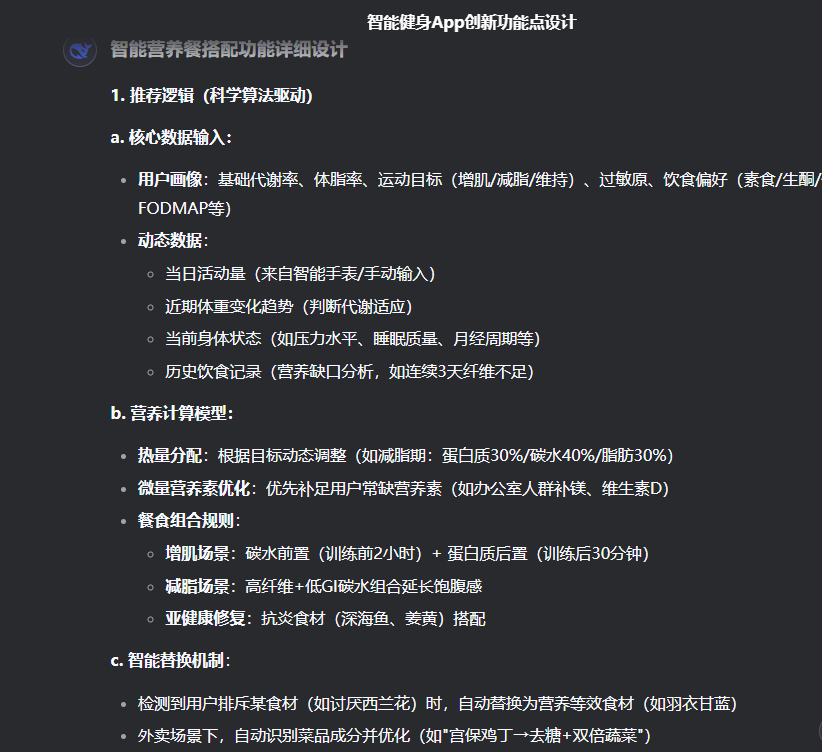 智能健身App创新功能点设计
智能营养餐搭配功能详细设计
1. 推荐逻辑（科学算法驱动）
a. 核心数据输入：
用户画像：基础代谢率、体脂率、运动目标（增肌/减脂/维持）、过敏原、饮食偏好（素食/生酮/
FODMAP等）
动态数据：
当日活动量（来自智能手表/手动输入）
近期体重变化趋势（判断代谢适应）
当前身体状态（如压力水平、睡眠质量、月经周期等）
历史饮食记录（营养缺口分析，如连续3天纤维不足）
b. 营养计算模型：
热量分配：根据目标动态调整（如减脂期：蛋白质30%/碳水40%/脂肪30%）
微量营养素优化：优先补足用户常缺营养素（如办公室人群补镁、维生素D）
餐食组合规则：
增肌场景：碳水前置（训练前2小时）+ 蛋白质后置（训练后30分钟）
减脂场景：高纤维+低GI碳水组合延长饱腹感
亚健康修复：抗炎食材（深海鱼、姜黄）搭配
c. 智能替换机制：
检测到用户排斥某食材（如讨厌西兰花）时，自动替换为营养等效食材（如羽衣甘蓝）
外卖场景下，自动识别菜品成分并优化（如"宫保鸡丁→去糖+双倍蔬菜"）